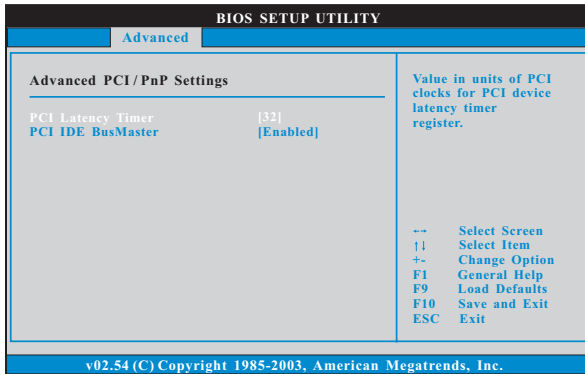 BIOS SETUP UTILITY
Advanced
Advanced PCI / PnP Settings
PCI Latency Timer [32]
PCI IDE BusMaster [Enabled]
Value in units of PCI
clocks for PCI device
latency timer
register.
←→ Select Screen
↑↓ Select Item
+- Change Option
F1 General Help
F9 Load Defaults
F10 Save and Exit
ESC Exit
v02.54 (C) Copyright 1985-2003, American Megatrends, Inc.